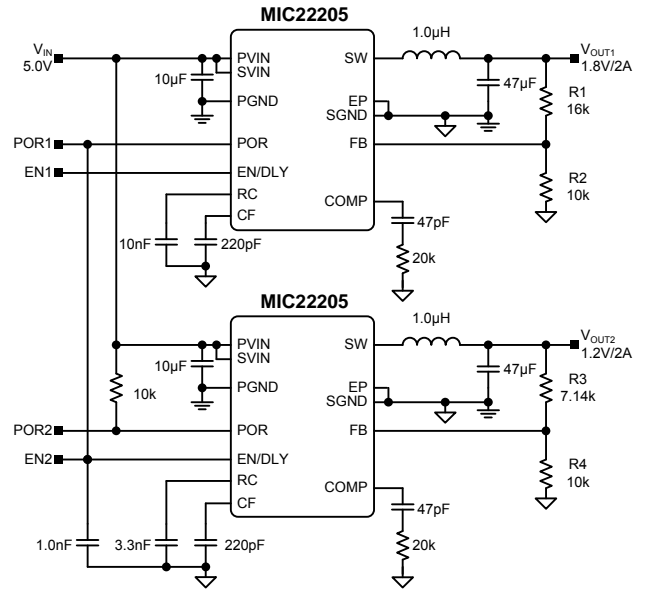 MIC22205
VIN
5.0V
10µF
PVIN
SVIN
PGND
POR
EN/DLY
RC
CF
SW
EP
SGND
FB
COMP
1.0µH
47µF
VOUT1
1.8V/2A
R1
16k
R2
10k
POR1
EN1
10nF
220pF
47pF
20k
MIC22205
10µF
10k
PVIN
SVIN
PGND
POR
EN/DLY
RC
CF
SW
EP
SGND
FB
COMP
1.0µH
47µF
VOUT2
1.2V/2A
R3
7.14k
R4
10k
POR2
EN2
1.0nF
3.3nF
220pF
47pF
20k